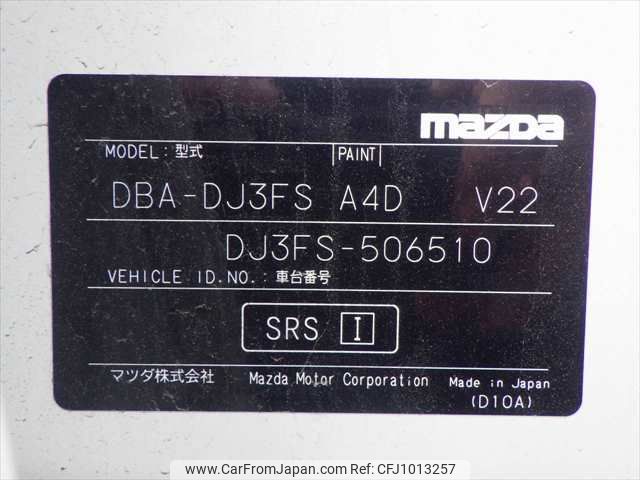 mazda
MODEL : 型式 |PAINT|
DBA-DJ3FS A4D V22
DJ3FS-506510
VEHICLE ID.NO. : 車台番号
SRS I
マツダ株式会社 Mazda Motor Corporation Made in Japan
(D10A)
www.CarFromJapan.com | CFJ1013257